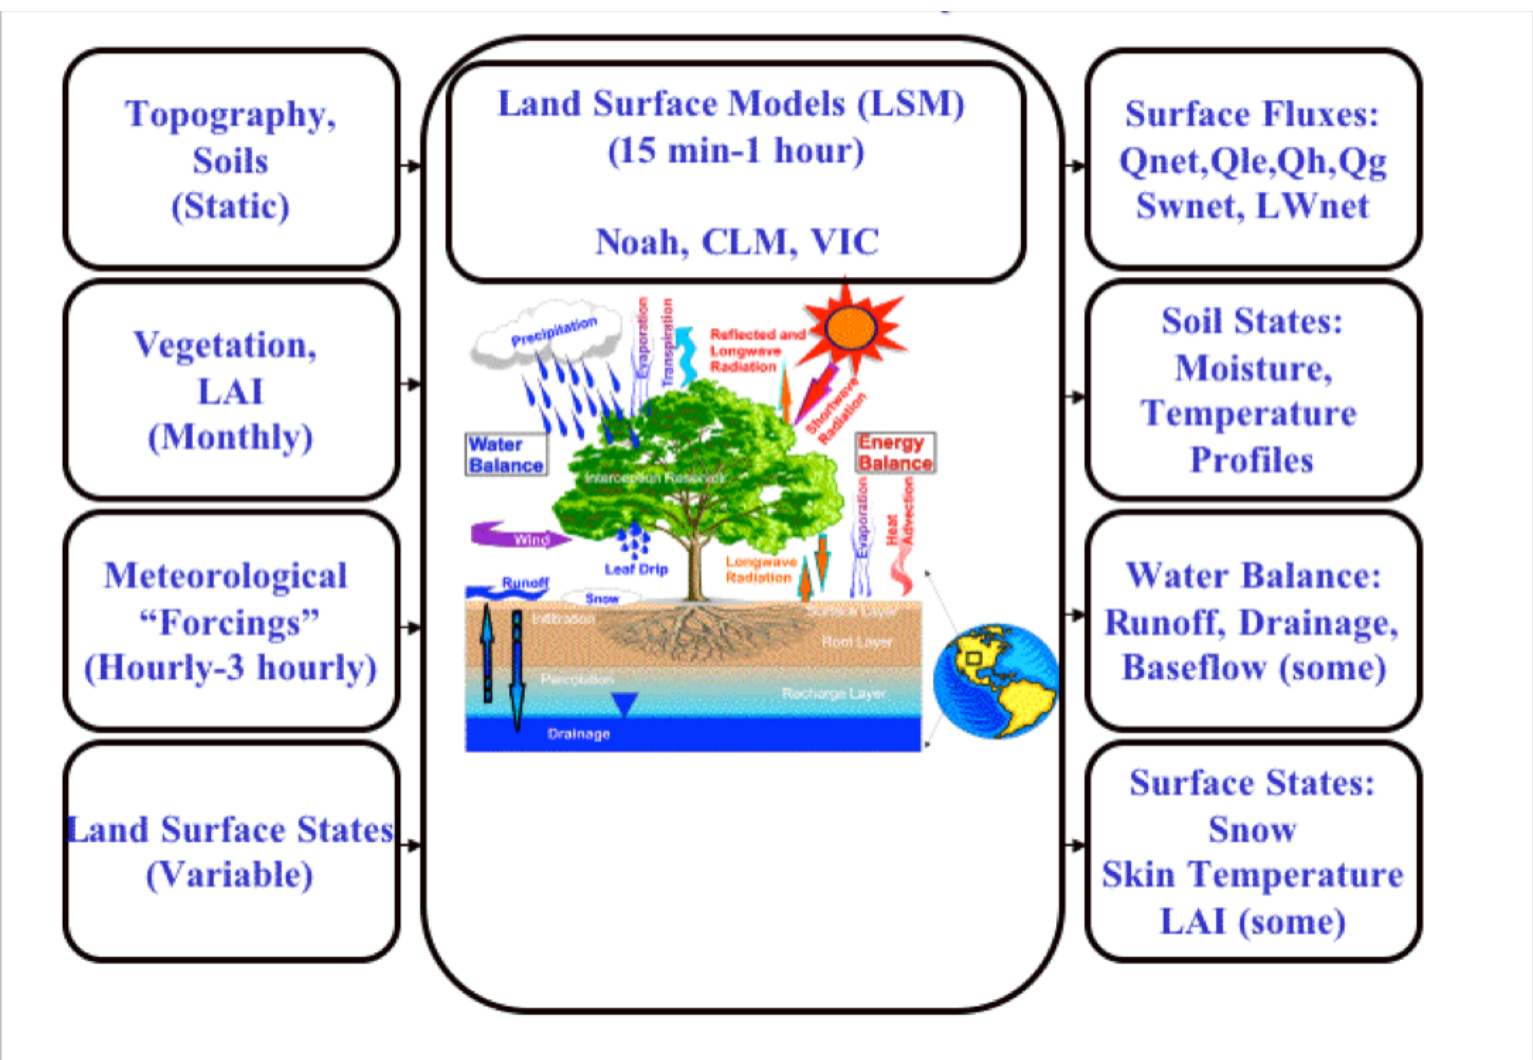 Topography,
Soils
(Static)
Vegetation,
LAI
(Monthly)
Meteorological
“Forcings”
(Hourly-3 hourly)
Land Surface States
(Variable)
Land Surface Models (LSM)
(15 min-1 hour)
Noah, CLM, VIC
Precipitation
Evaporation
Transpiration
Reflected and
Longwave
Radiation
Shortwave
Radiation
Water
Balance
Energy
Balance
Interception Reservoir
Wind
Leaf Drip
Longwave
Radiation
Evaporation
Heat
Advection
Runoff
Snow
Infiltration
Surface Layer
Root Layer
Percolation
Recharge Layer
Drainage
Surface Fluxes:
Qnet,Qle,Qh,Qg
Swnet, LWnet
Soil States:
Moisture,
Temperature
Profiles
Water Balance:
Runoff, Drainage,
Baseflow (some)
Surface States:
Snow
Skin Temperature
LAI (some)